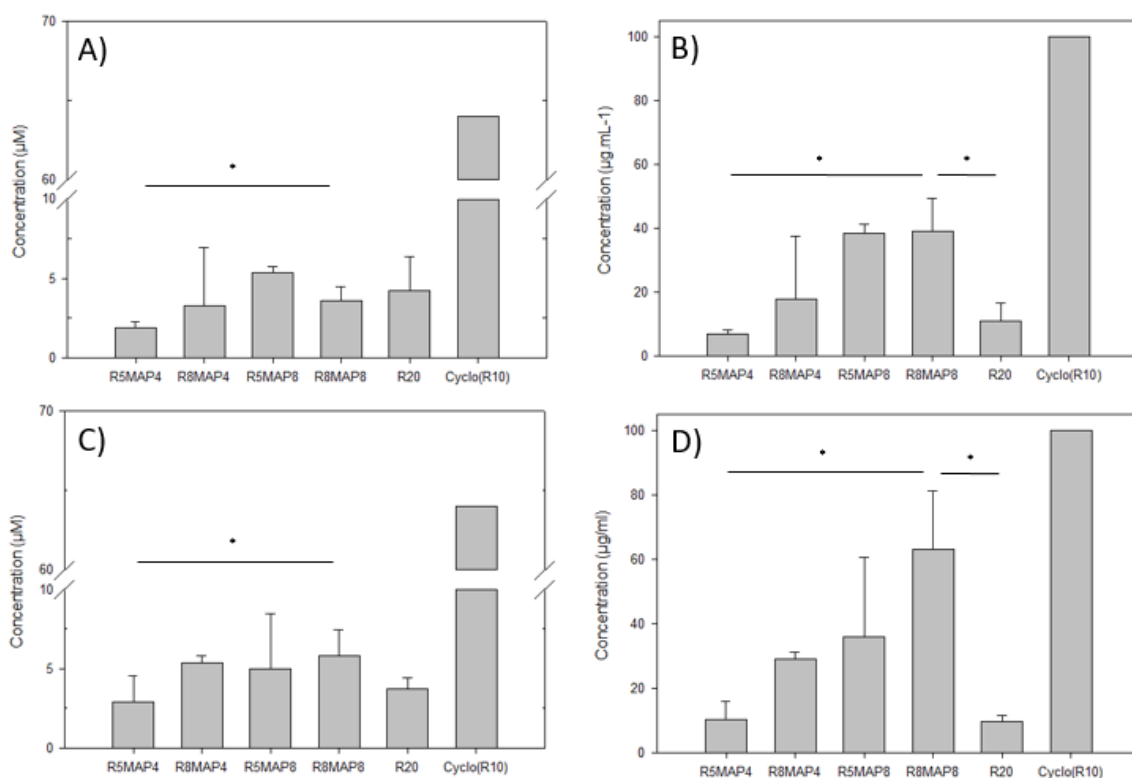 A)
Concentration (µM)
70
60
10
5
0
*
R5MAP4 R8MAP4 R5MAP8 R8MAP8 R20 Cyclo(R10)
B)
Concentration (µg.mL-1)
100
80
60
40
20
0
* *
R5MAP4 R8MAP4 R5MAP8 R8MAP8 R20 Cyclo(R10)
C)
Concentration (µM)
70
60
10
5
0
*
R5MAP4 R8MAP4 R5MAP8 R8MAP8 R20 Cyclo(R10)
D)
Concentration (µg/ml)
100
80
60
40
20
0
* *
R5MAP4 R8MAP4 R5MAP8 R8MAP8 R20 Cyclo(R10)